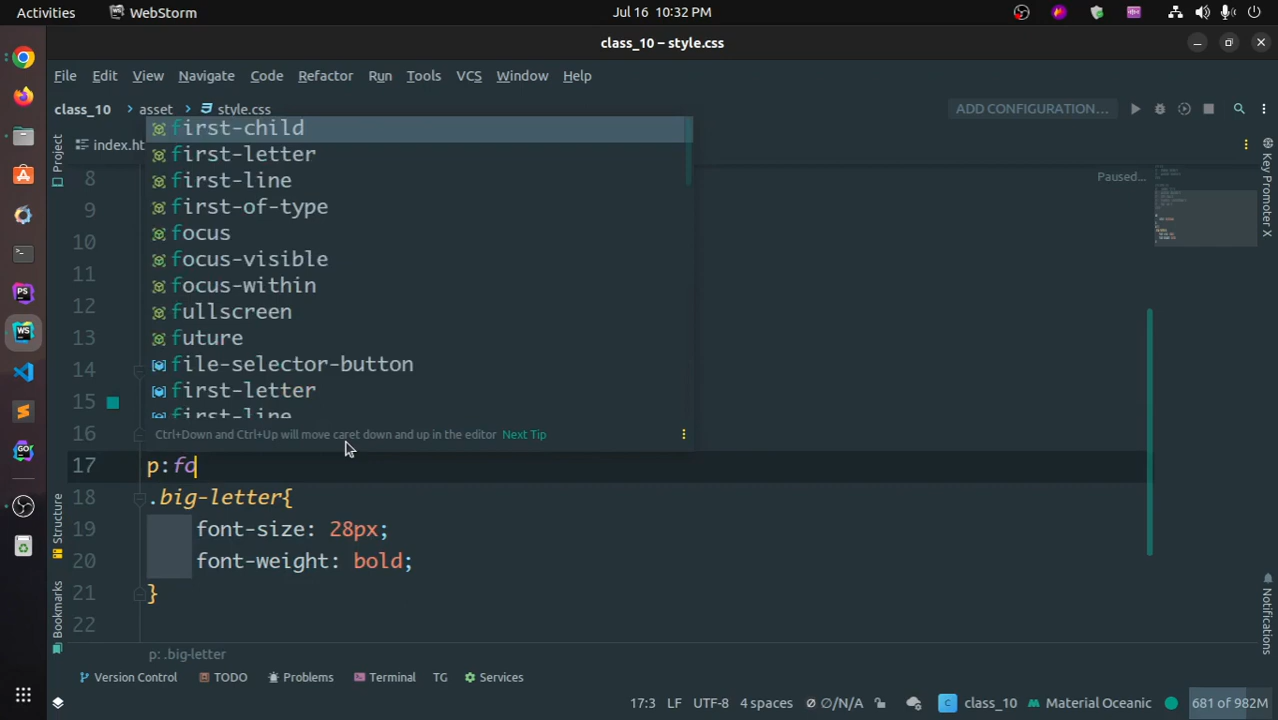 Activities
WebStorm
Jul 16 10:32 PM
class_10 – style.css
File Edit View Navigate Code Refactor Run Tools VCS Window Help
class_10 asset style.css
ADD CONFIGURATION...
index.ht
Project
Key Promoter X
Paused...
first-child
first-letter
first-line
first-of-type
focus
focus-visible
focus-within
fullscreen
future
file-selector-button
first-letter
first-line
Ctrl+Down and Ctrl+Up will move caret down and up in the editor Next Tip
8
9
10
11
12
13
14
15
16
17 p:fo
18 .big-letter{
19 font-size: 28px;
20 font-weight: bold;
21 }
22
Structure
Bookmarks
Notifications
p: .big-letter
Version Control TODO Problems Terminal TG Services
17:3 LF UTF-8 4 spaces ∅/N/A class_10 Material Oceanic 681 of 982M